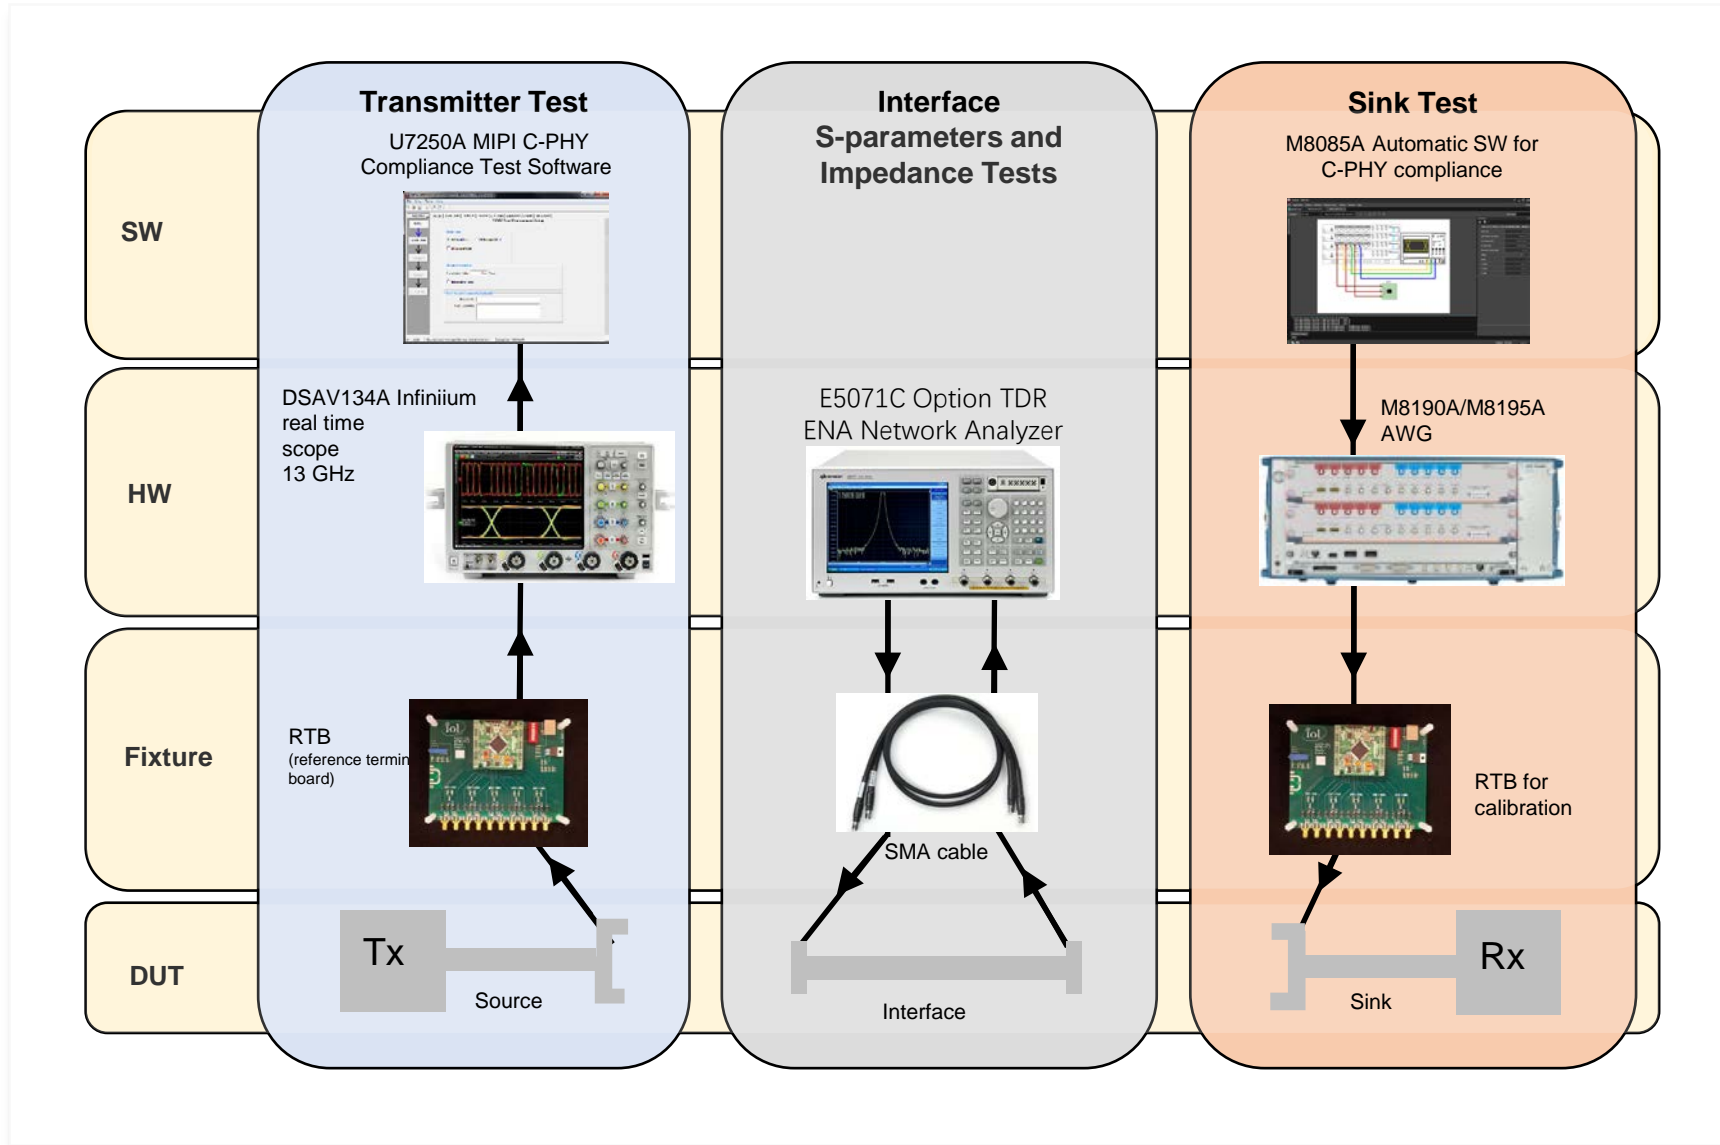 Transmitter Test
U7250A MIPI C-PHY
Compliance Test Software
Interface
S-parameters and
Impedance Tests
Sink Test
M8085A Automatic SW for
C-PHY compliance
SW
HW
DSAV134A Infiniium
real time
scope
13 GHz
E5071C Option TDR
ENA Network Analyzer
M8190A/M8195A
AWG
Fixture
RTB
(reference termin
board)
IoL
SMA cable
IoL
RTB for
calibration
DUT
Tx
Source
Interface
Sink
Rx